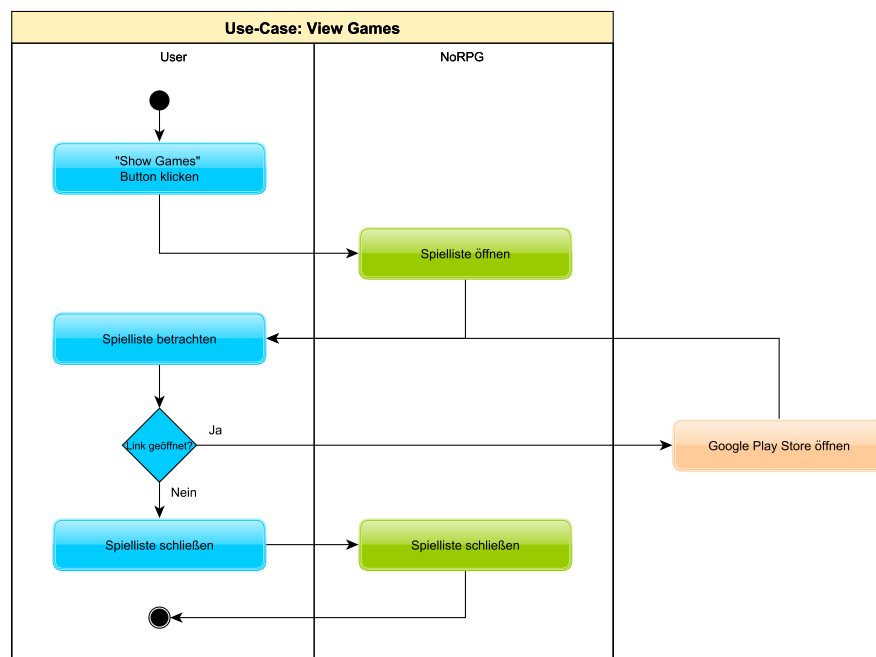 Use-Case: View Games
User
NoRPG
"Show Games"
Button klicken
Spielliste öffnen
Spielliste betrachten
Link geöffnet?
Ja
Google Play Store öffnen
Nein
Spielliste schließen
Spielliste schließen